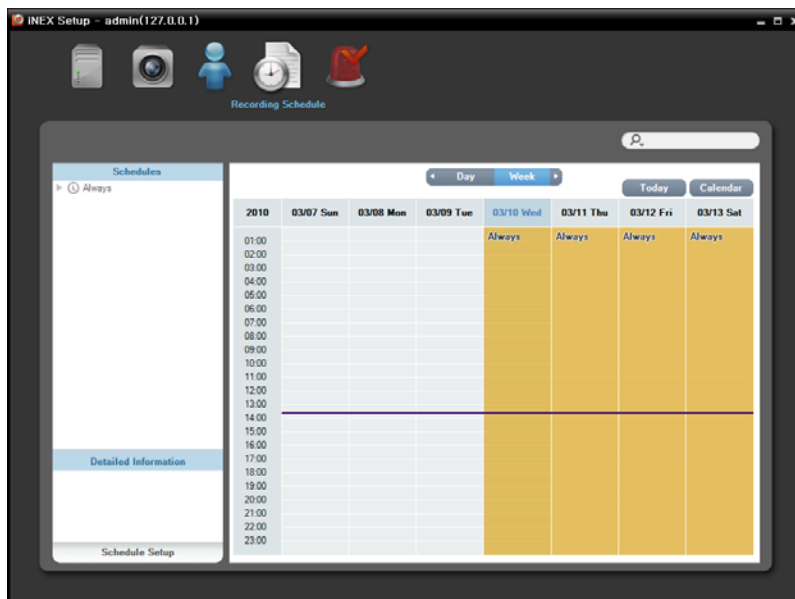 iNEX Setup - admin(127.0.0.1)
Recording Schedule
Schedules
Always
Day Week
Today Calendar
2010 03/07 Sun 03/08 Mon 03/09 Tue 03/10 Wed 03/11 Thu 03/12 Fri 03/13 Sat
Always Always Always Always
01:00
02:00
03:00
04:00
05:00
06:00
07:00
08:00
09:00
10:00
11:00
12:00
13:00
14:00
15:00
16:00
17:00
18:00
19:00
20:00
21:00
22:00
23:00
Detailed Information
Schedule Setup